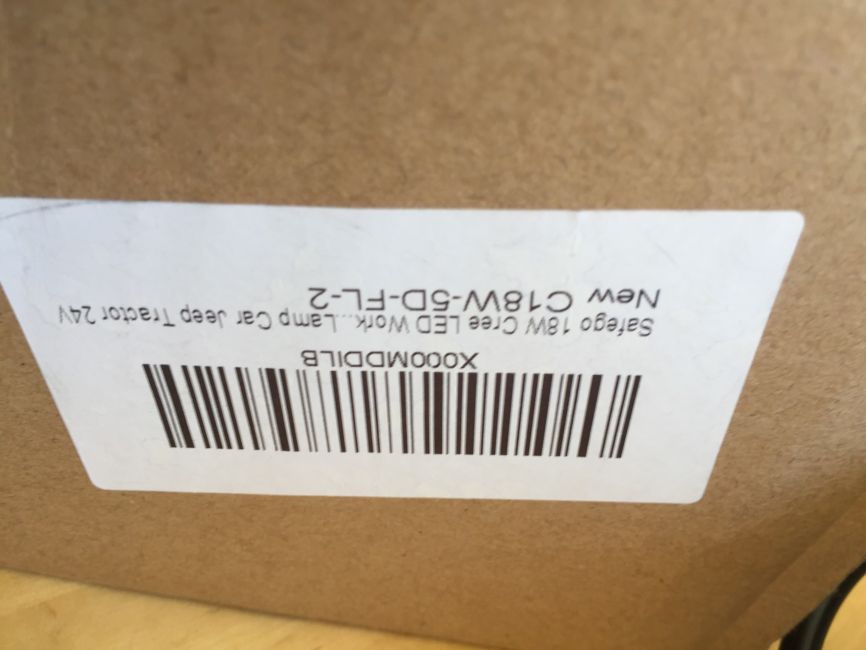 X000MDDILB
Safego 18W Cree LED Work...Lamp Car Jeep Tractor 24V
New C18W-5D-FL-2